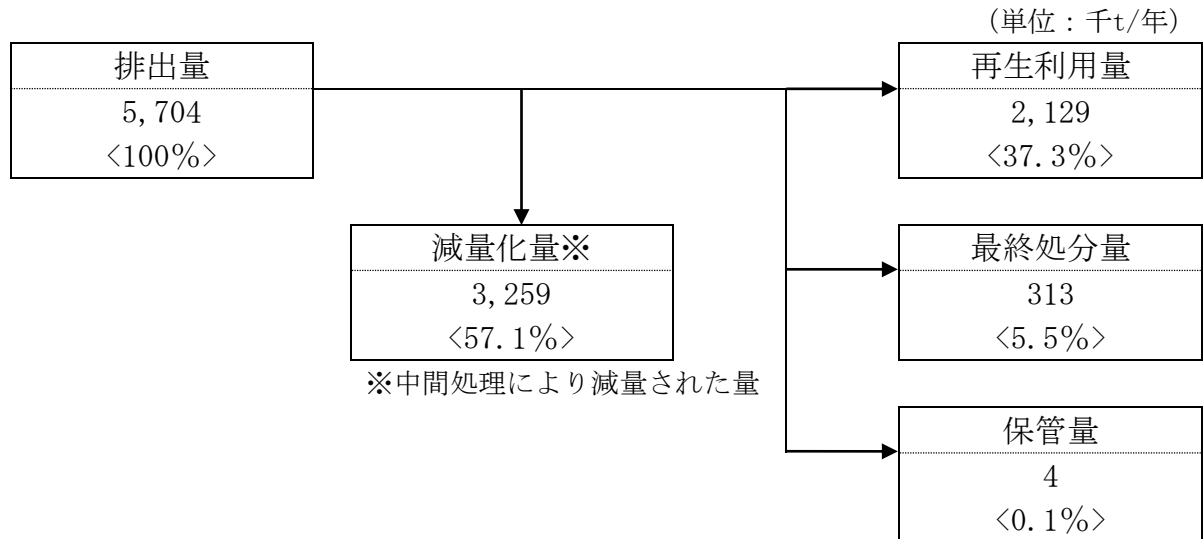 (単位:千t/年)
排出量
5,704
<100%>
再生利用量
2,129
<37.3%>
減量化量※
3,259
<57.1%>
※中間処理により減量された量
最終処分量
313
<5.5%>
保管量
4
<0.1%>